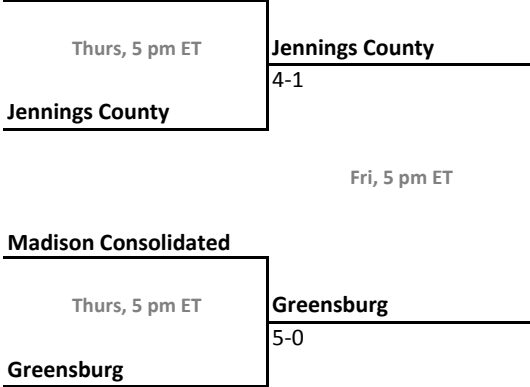 Thurs, 5 pm ET
Jennings County
4-1
Jennings County
Fri, 5 pm ET
Madison Consolidated
Thurs, 5 pm ET
Greensburg
5-0
Greensburg